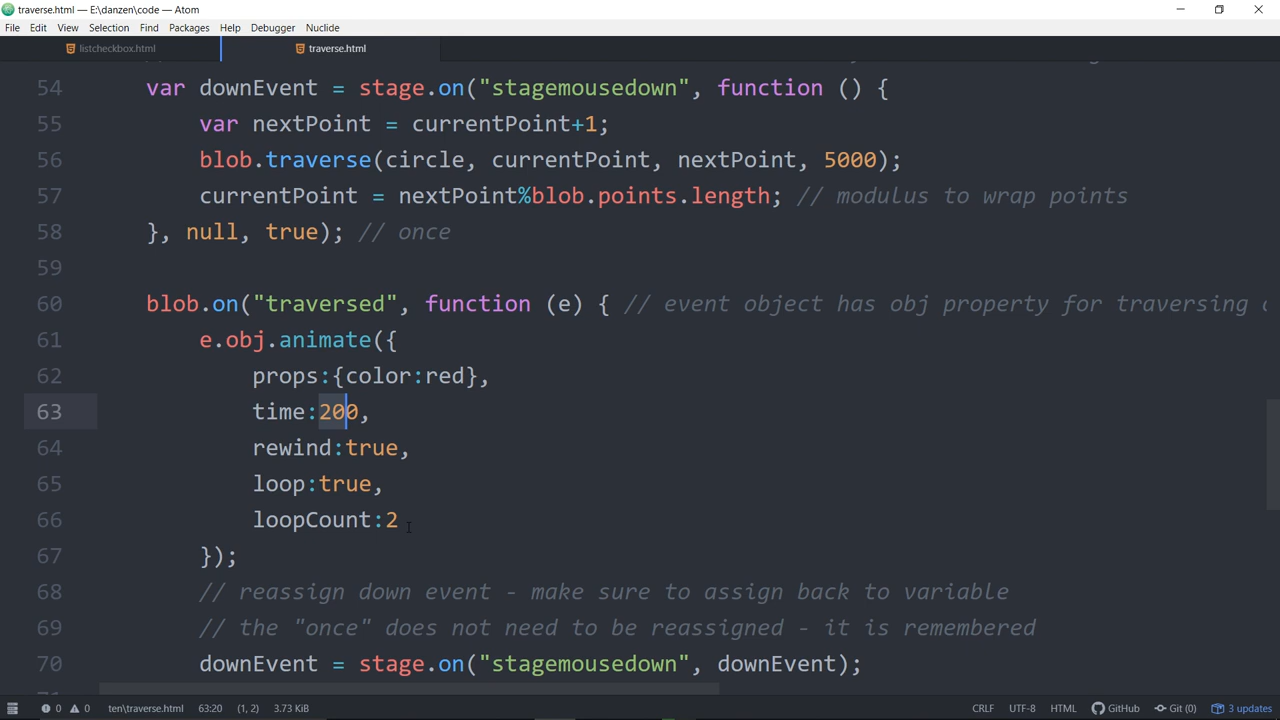 traverse.html — E:\danzen\code — Atom
File Edit View Selection Find Packages Help Debugger Nuclide
listcheckbox.html traverse.html
54 var downEvent = stage.on("stagemousedown", function () {
55 var nextPoint = currentPoint+1;
56 blob.traverse(circle, currentPoint, nextPoint, 5000);
57 currentPoint = nextPoint%blob.points.length; // modulus to wrap points
58 }, null, true); // once
59
60 blob.on("traversed", function (e) { // event object has obj property for traversing
61 e.obj.animate({
62 props:{color:red},
63 time:200,
64 rewind:true,
65 loop:true,
66 loopCount:2
67 });
68 // reassign down event - make sure to assign back to variable
69 // the "once" does not need to be reassigned - it is remembered
70 downEvent = stage.on("stagemousedown", downEvent);
0 0 ten\traverse.html 63:20 (1, 2) 3.73 KiB CRLF UTF-8 HTML GitHub Git (0) 3 updates